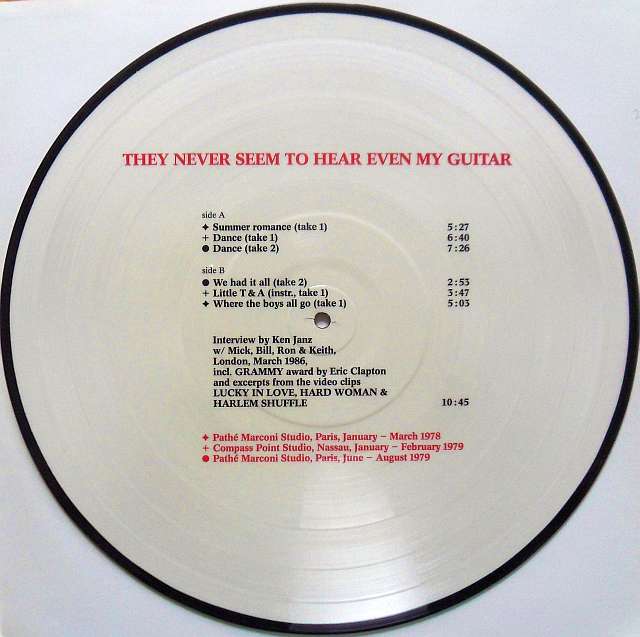 THEY NEVER SEEM TO HEAR EVEN MY GUITAR
side A
✦ Summer romance (take 1) 5:27
+ Dance (take 1) 6:40
● Dance (take 2) 7:26
side B
● We had it all (take 2) 2:53
+ Little T & A (instr., take 1) 3:47
✦ Where the boys all go (take 1) 5:03
Interview by Ken Janz
w/ Mick, Bill, Ron & Keith,
London, March 1986,
incl. GRAMMY award by Eric Clapton
and excerpts from the video clips
LUCKY IN LOVE, HARD WOMAN &
HARLEM SHUFFLE 10:45
✦ Pathé Marconi Studio, Paris, January – March 1978
+ Compass Point Studio, Nassau, January – February 1979
● Pathé Marconi Studio, Paris, June – August 1979